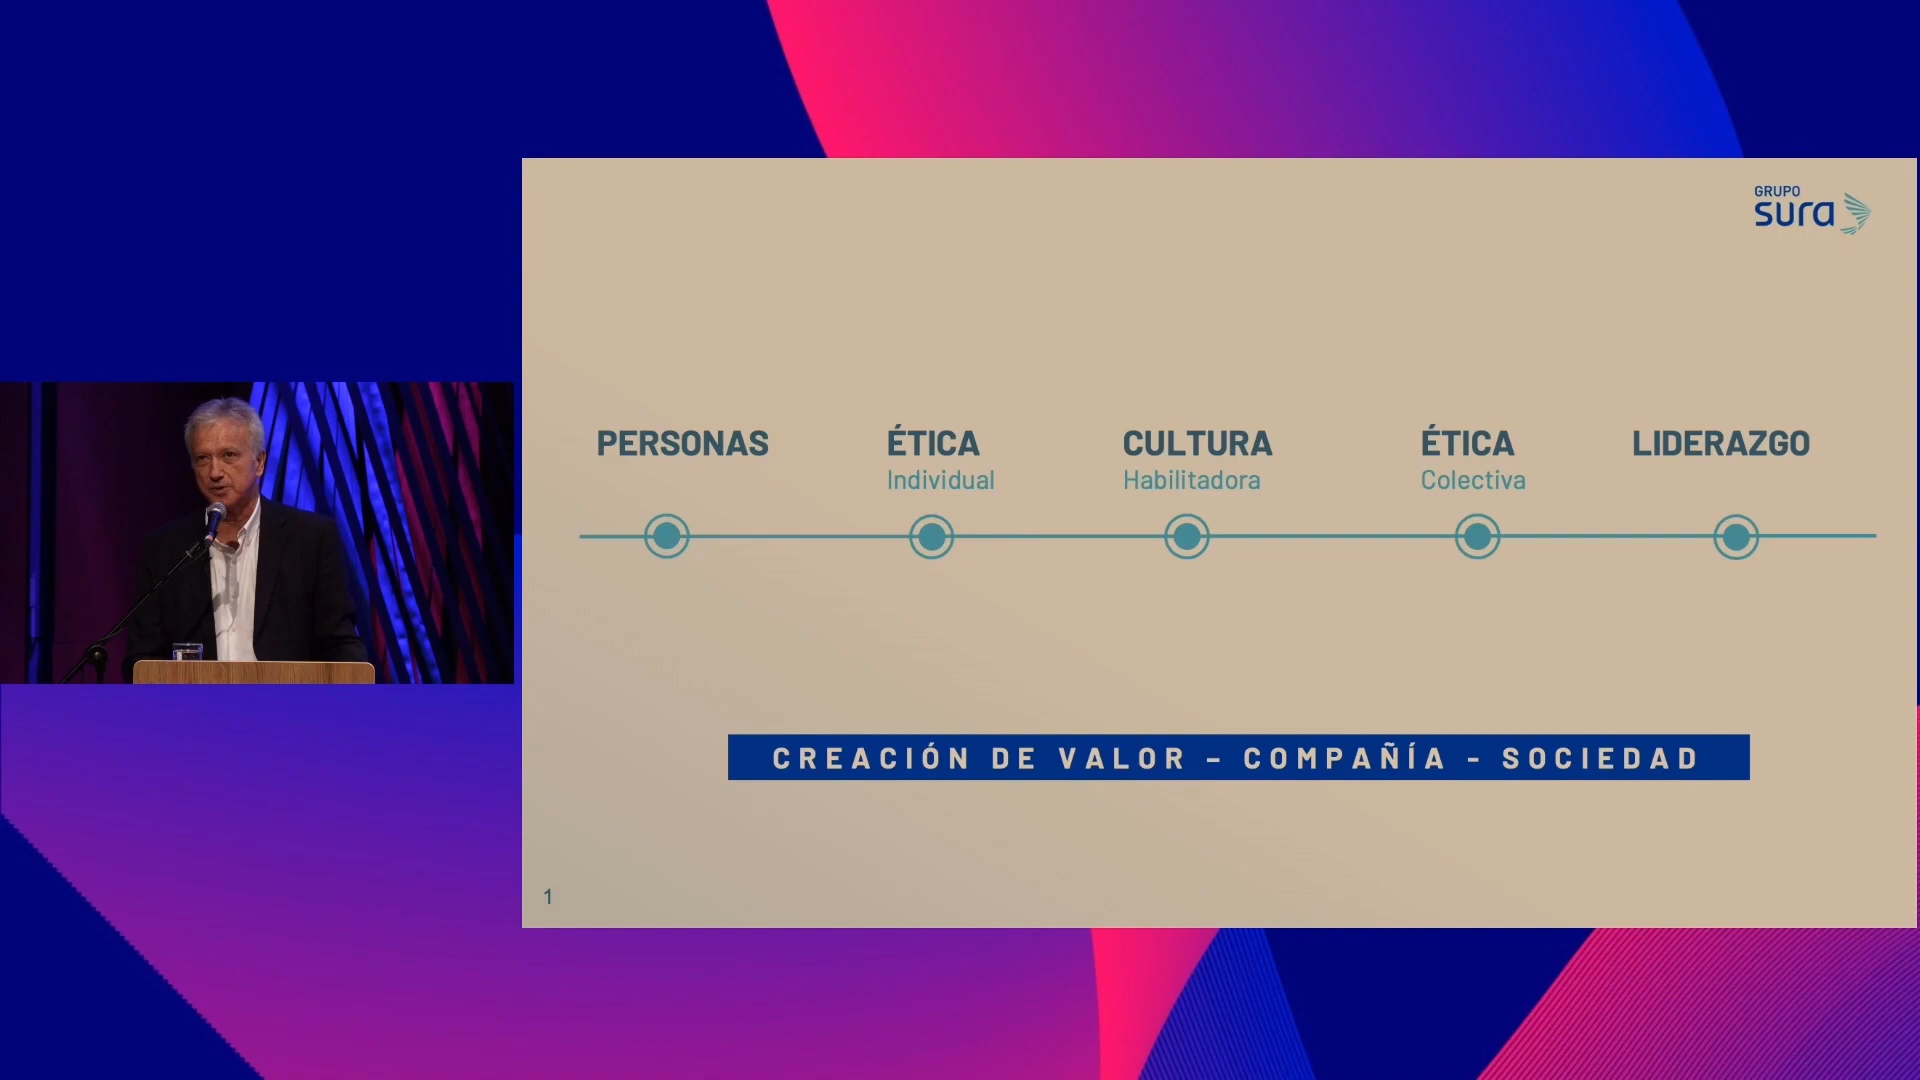 GRUPO
sura
PERSONAS
ÉTICA
Individual
CULTURA
Habilitadora
ÉTICA
Colectiva
LIDERAZGO
CREACIÓN DE VALOR – COMPAÑÍA - SOCIEDAD
1